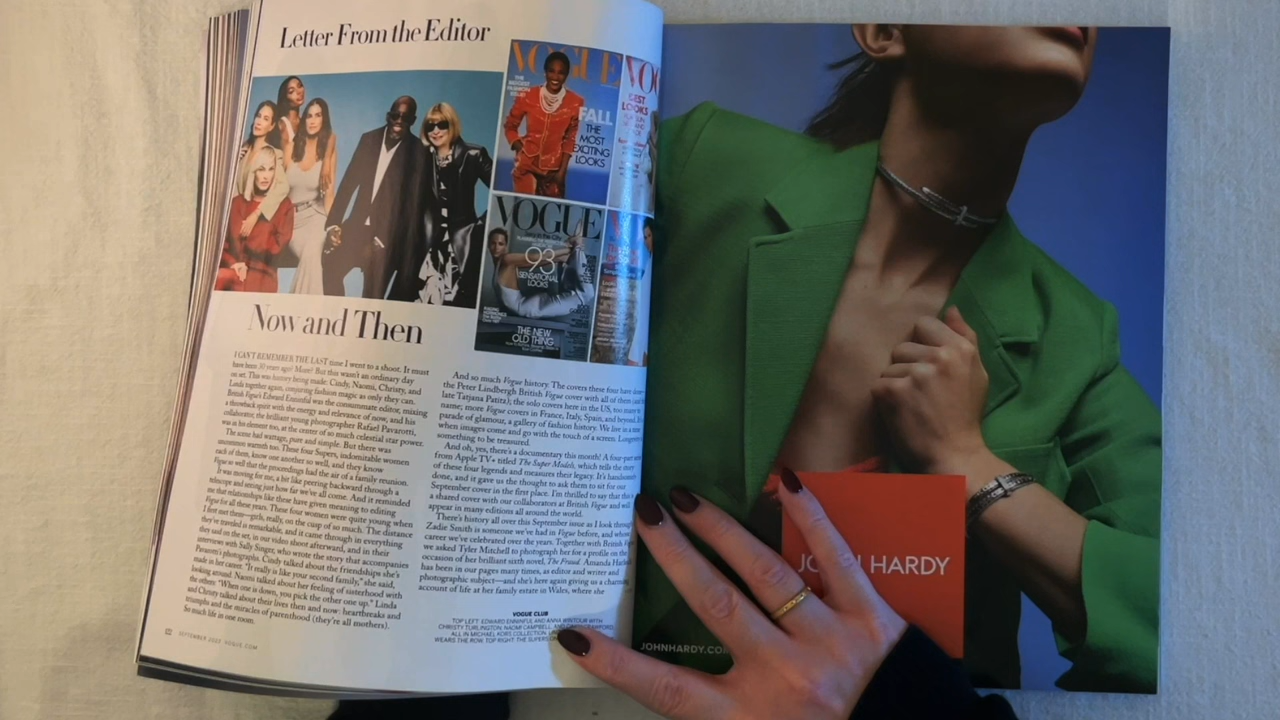 Letter From the Editor
VOGUE
THE
BIGGEST
FASHION
ISSUE!
FALL
THE
MOST
EXCITING
LOOKS
VOG
BEST
LOOKS
VOGUE
93
SENSATIONAL
LOOKS
THE NEW
OLD THING
Now and Then
I CAN'T REMEMBER THE LAST time I went to a shoot. It must
have been 10 years ago? More? But this wasn't an ordinary day
on set. This was history being made: Cindy, Naomi, Christy, and
Linda together again, conjuring fashion magic as only they can.
British Vogue's Edward Enninful was the consummate editor, mixing
a throwback spirit with the energy and relevance of now, and his
collaborator, the brilliant young photographer Rafael Pavarotti,
was in his element too, at the center of so much celestial star power.
The scene had wattage, pure and simple. But there was
uncommon warmth too. These four Supers, indomitable women
each of them, know one another so well, and they know
Vogue so well that the proceedings had the air of a family reunion.
It was moving for me, a bit like peering backward through a
telescope and seeing just how far we've all come. And it reminded
me that relationships like these have given meaning to editing
Vogue for all these years. These four women were quite young when
I first met them—girls, really, on the cusp of so much. The distance
they've traveled is remarkable, and it came through in everything
they said on the set, in our video shoot afterward, and in their
interviews with Sally Singer, who wrote the story that accompanies
Pavarotti's photographs. Cindy talked about the friendships she's
made in her career. "It really is like your second family," she said,
looking around. Naomi talked about her feeling of sisterhood with
the others: "When one is down, you pick the other one up." Linda
and Christy talked about their lives then and now: heartbreaks and
triumphs and the miracles of parenthood (they're all mothers).
So much life in one room.
And so much Vogue history. The covers these four have done
the Peter Lindbergh British Vogue cover with all of them (and
late Tatjana Patitz); the solo covers here in the US, too many to
name; more Vogue covers in France, Italy, Spain, and beyond. It's
parade of glamour, a gallery of fashion history. We live in a time
when images come and go with the touch of a screen. Longevity
something to be treasured.
And oh, yes, there's a documentary this month! A four-part
from Apple TV+ titled The Super Models, which tells the story
of these four legends and measures their legacy. It's handsomely
done, and it gave us the thought to ask them to sit for our
September cover in the first place. I'm thrilled to say that this is
a shared cover with our collaborators at British Vogue and will
appear in many editions all around the world.
There's history all over this September issue as I look through
Zadie Smith is someone we've had in Vogue before, and whose
career we've celebrated over the years. Together with British
we asked Tyler Mitchell to photograph her for a profile on the
occasion of her brilliant sixth novel, The Fraud. Amanda
has been in our pages many times, as editor and writer and
photographic subject—and she's here again giving us a charming
account of life at her family estate in Wales, where she
VOGUE CLUB
TOP LEFT: EDWARD ENNINFUL AND ANNA WINTOUR WITH
CHRISTY TURLINGTON, NAOMI CAMPBELL, AND
ALL IN MICHAEL KORS COLLECTION.
WEARS THE ROW. TOP RIGHT: THE
SEPTEMBER 2023 VOGUE.COM
JOHN HARDY
JOHNHARDY.CO